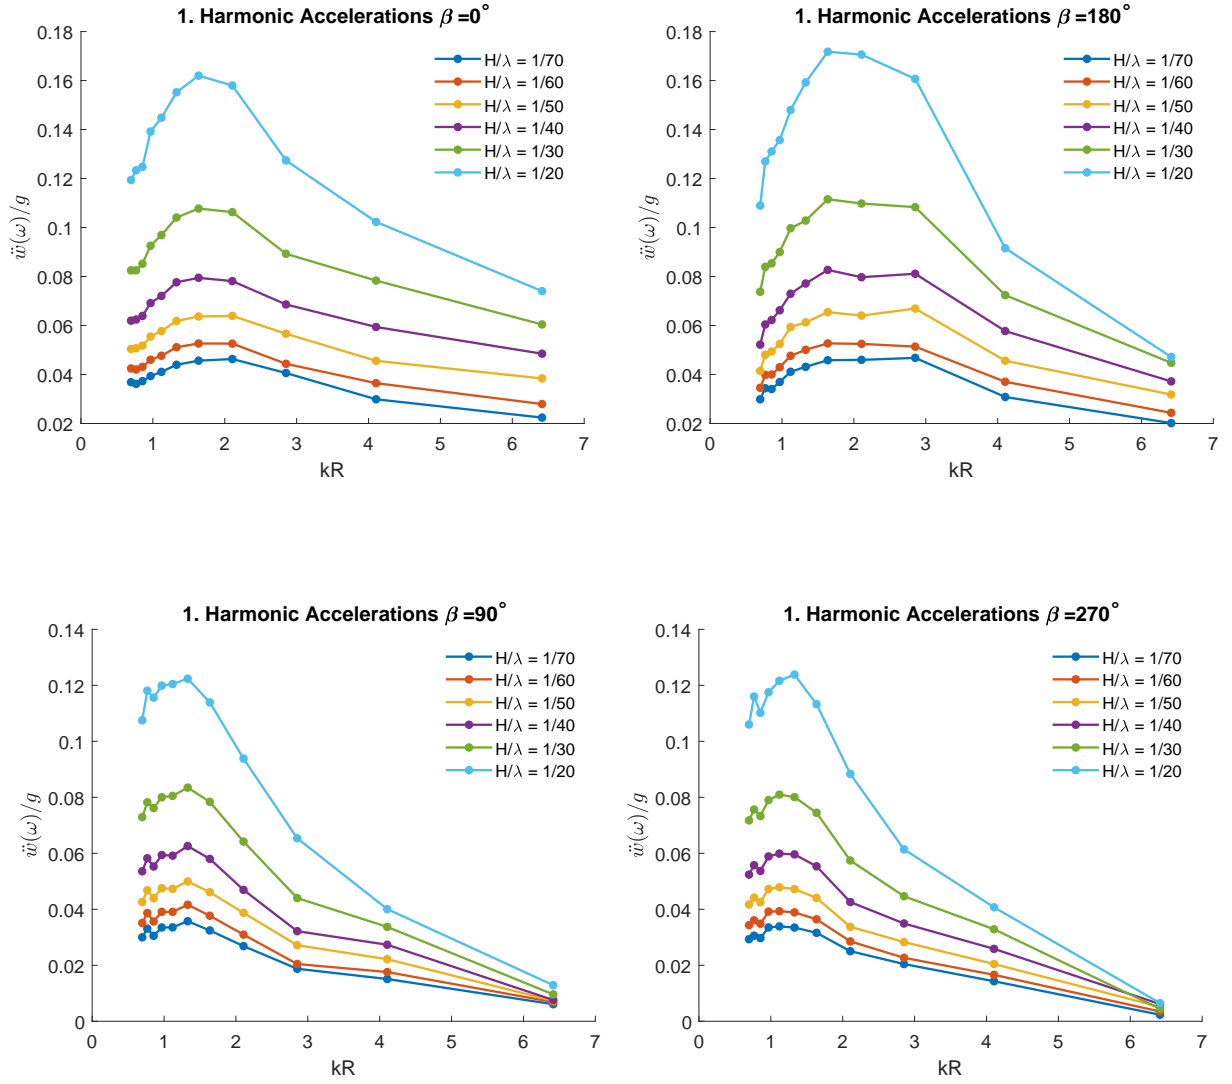 1. Harmonic Accelerations β =0°
0.18
0.16
0.14
0.12
0.1
0.08
0.06
0.04
0.02
ẅ(ω)/g
H/λ = 1/70
H/λ = 1/60
H/λ = 1/50
H/λ = 1/40
H/λ = 1/30
H/λ = 1/20
0 1 2 3 4 5 6 7
kR
1. Harmonic Accelerations β =180°
0.18
0.16
0.14
0.12
0.1
0.08
0.06
0.04
0.02
ẅ(ω)/g
H/λ = 1/70
H/λ = 1/60
H/λ = 1/50
H/λ = 1/40
H/λ = 1/30
H/λ = 1/20
0 1 2 3 4 5 6 7
kR
1. Harmonic Accelerations β =90°
0.14
0.12
0.1
0.08
0.06
0.04
0.02
0
ẅ(ω)/g
H/λ = 1/70
H/λ = 1/60
H/λ = 1/50
H/λ = 1/40
H/λ = 1/30
H/λ = 1/20
0 1 2 3 4 5 6 7
kR
1. Harmonic Accelerations β =270°
0.14
0.12
0.1
0.08
0.06
0.04
0.02
0
ẅ(ω)/g
H/λ = 1/70
H/λ = 1/60
H/λ = 1/50
H/λ = 1/40
H/λ = 1/30
H/λ = 1/20
0 1 2 3 4 5 6 7
kR